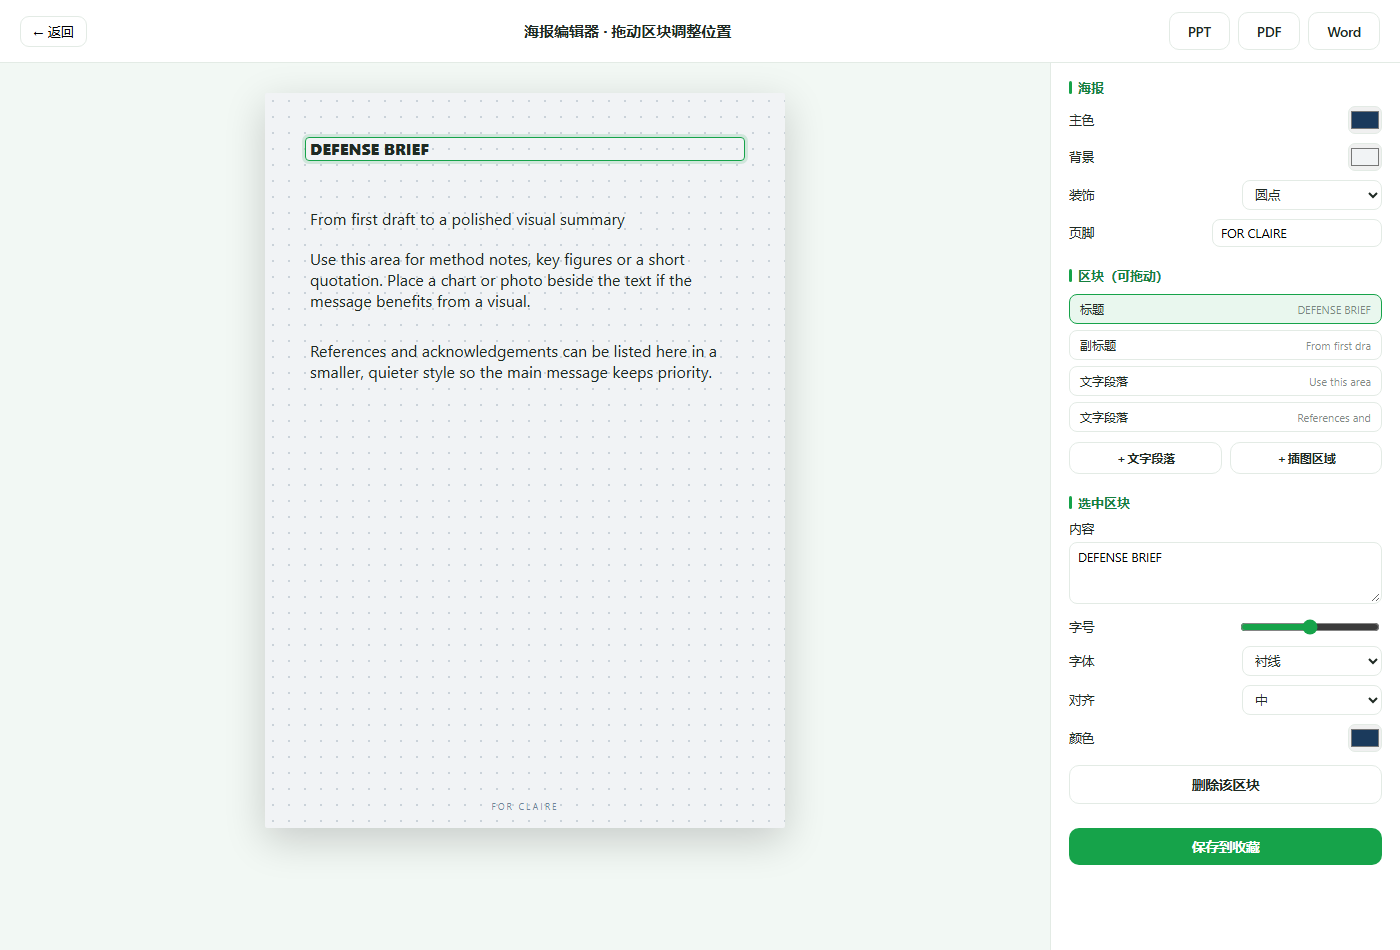 ← 返回
海报编辑器 · 拖动区块调整位置
PPT
PDF
Word
DEFENSE BRIEF
From first draft to a polished visual summary
Use this area for method notes, key figures or a short
quotation. Place a chart or photo beside the text if the
message benefits from a visual.
References and acknowledgements can be listed here in a
smaller, quieter style so the main message keeps priority.
FOR CLAIRE
海报
主色
背景
装饰
圆点
页脚
FOR CLAIRE
区块（可拖动）
标题
DEFENSE BRIEF
副标题
From first dra
文字段落
Use this area
文字段落
References and
+ 文字段落
+ 插图区域
选中区块
内容
DEFENSE BRIEF
字号
字体
衬线
对齐
中
颜色
删除该区块
保存到收藏